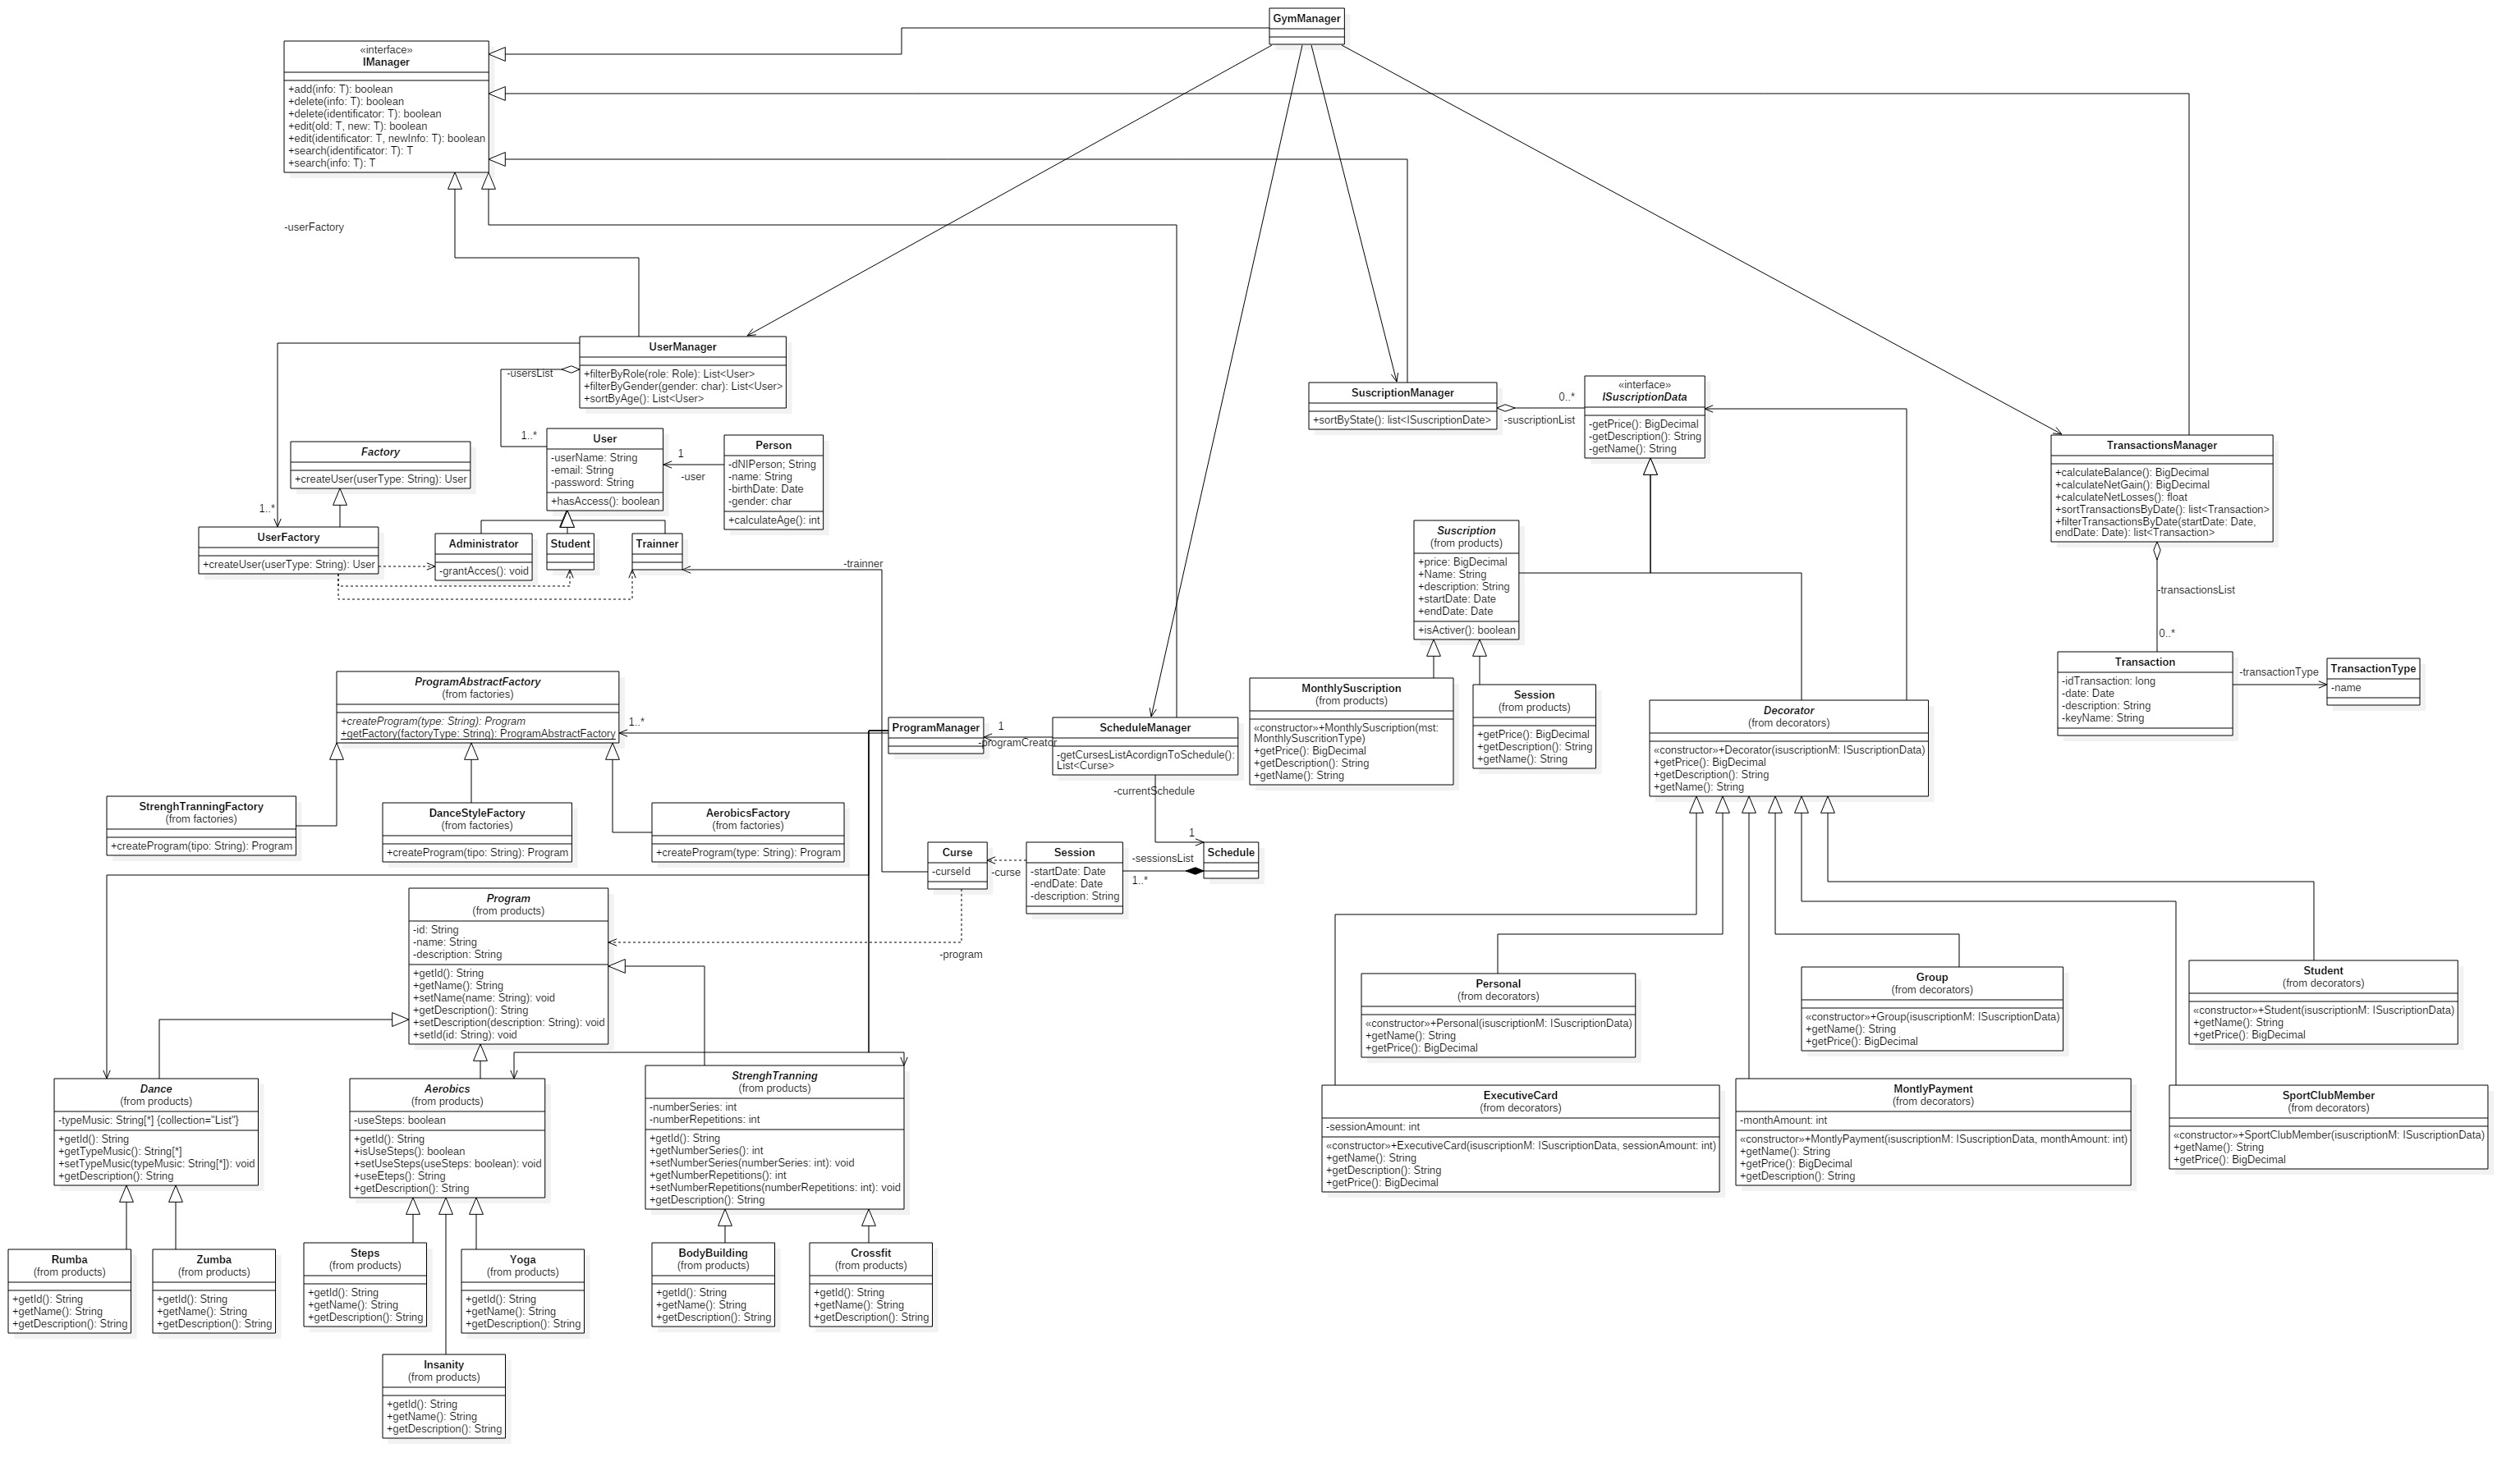 GymManager
«interface»
IManager
+add(info: T): boolean
+delete(info: T): boolean
+delete(identificator: T): boolean
+edit(old: T, new: T): boolean
+edit(identificator: T, newInfo: T): boolean
+search(identificator: T): T
+search(info: T): T
-userFactory
UserManager
+filterByRole(role: Role): List<User>
+filterByGender(gender: char): List<User>
+sortByAge(): List<User>
-usersList
1..*
User
-userName: String
-email: String
-password: String
+hasAccess(): boolean
1
-user
Person
-dNIPerson; String
-name: String
-birthDate: Date
-gender: char
+calculateAge(): int
Factory
+createUser(userType: String): User
1..*
UserFactory
+createUser(userType: String): User
Administrator
-grantAcces(): void
Student
Trainner
-trainner
SuscriptionManager
+sortByState(): list<ISuscriptionDate>
0..*
-suscriptionList
«interface»
ISuscriptionData
-getPrice(): BigDecimal
-getDescription(): String
-getName(): String
TransactionsManager
+calculateBalance(): BigDecimal
+calculateNetGain(): BigDecimal
+calculateNetLosses(): float
+sortTransactionsByDate(): list<Transaction>
+filterTransactionsByDate(startDate: Date,
endDate: Date): list<Transaction>
-transactionsList
0..*
Transaction
-idTransaction: long
-date: Date
-description: String
-keyName: String
-transactionType
TransactionType
-name
Suscription
(from products)
+price: BigDecimal
+Name: String
+description: String
+startDate: Date
+endDate: Date
+isActiver(): boolean
MonthlySuscription
(from products)
«constructor»+MonthlySuscription(mst:
MonthlySuscritionType)
+getPrice(): BigDecimal
+getDescription(): String
+getName(): String
Session
(from products)
+getPrice(): BigDecimal
+getDescription(): String
+getName(): String
Decorator
(from decorators)
«constructor»+Decorator(isuscriptionM: ISuscriptionData)
+getPrice(): BigDecimal
+getDescription(): String
+getName(): String
ProgramAbstractFactory
(from factories)
+createProgram(type: String): Program
+getFactory(factoryType: String): ProgramAbstractFactory
1..*
ProgramManager
1
-programCreator
ScheduleManager
-getCursesListAcordignToSchedule():
List<Curse>
-currentSchedule
1
StrenghTranningFactory
(from factories)
+createProgram(tipo: String): Program
DanceStyleFactory
(from factories)
+createProgram(tipo: String): Program
AerobicsFactory
(from factories)
+createProgram(type: String): Program
Curse
-curseId
-curse
Session
-startDate: Date
-endDate: Date
-description: String
-sessionsList
1..*
Schedule
-program
Program
(from products)
-id: String
-name: String
-description: String
+getId(): String
+getName(): String
+setName(name: String): void
+getDescription(): String
+setDescription(description: String): void
+setId(id: String): void
Personal
(from decorators)
«constructor»+Personal(isuscriptionM: ISuscriptionData)
+getName(): String
+getPrice(): BigDecimal
Group
(from decorators)
«constructor»+Group(isuscriptionM: ISuscriptionData)
+getName(): String
+getPrice(): BigDecimal
Student
(from decorators)
«constructor»+Student(isuscriptionM: ISuscriptionData)
+getName(): String
+getPrice(): BigDecimal
Dance
(from products)
-typeMusic: String[*] {collection="List"}
+getId(): String
+getTypeMusic(): String[*]
+setTypeMusic(typeMusic: String[*]): void
+getDescription(): String
Aerobics
(from products)
-useSteps: boolean
+getId(): String
+isUseSteps(): boolean
+setUseSteps(useSteps: boolean): void
+useEteps(): String
+getDescription(): String
StrenghTranning
(from products)
-numberSeries: int
-numberRepetitions: int
+getId(): String
+getNumberSeries(): int
+setNumberSeries(numberSeries: int): void
+getNumberRepetitions(): int
+setNumberRepetitions(numberRepetitions: int): void
+getDescription(): String
ExecutiveCard
(from decorators)
-sessionAmount: int
«constructor»+ExecutiveCard(isuscriptionM: ISuscriptionData, sessionAmount: int)
+getName(): String
+getDescription(): String
+getPrice(): BigDecimal
MontlyPayment
(from decorators)
-monthAmount: int
«constructor»+MontlyPayment(isuscriptionM: ISuscriptionData, monthAmount: int)
+getName(): String
+getPrice(): BigDecimal
+getDescription(): String
SportClubMember
(from decorators)
«constructor»+SportClubMember(isuscriptionM: ISuscriptionData)
+getName(): String
+getPrice(): BigDecimal
Rumba
(from products)
+getId(): String
+getName(): String
+getDescription(): String
Zumba
(from products)
+getId(): String
+getName(): String
+getDescription(): String
Steps
(from products)
+getId(): String
+getName(): String
+getDescription(): String
Yoga
(from products)
+getId(): String
+getName(): String
+getDescription(): String
BodyBuilding
(from products)
+getId(): String
+getName(): String
+getDescription(): String
Crossfit
(from products)
+getId(): String
+getName(): String
+getDescription(): String
Insanity
(from products)
+getId(): String
+getName(): String
+getDescription(): String